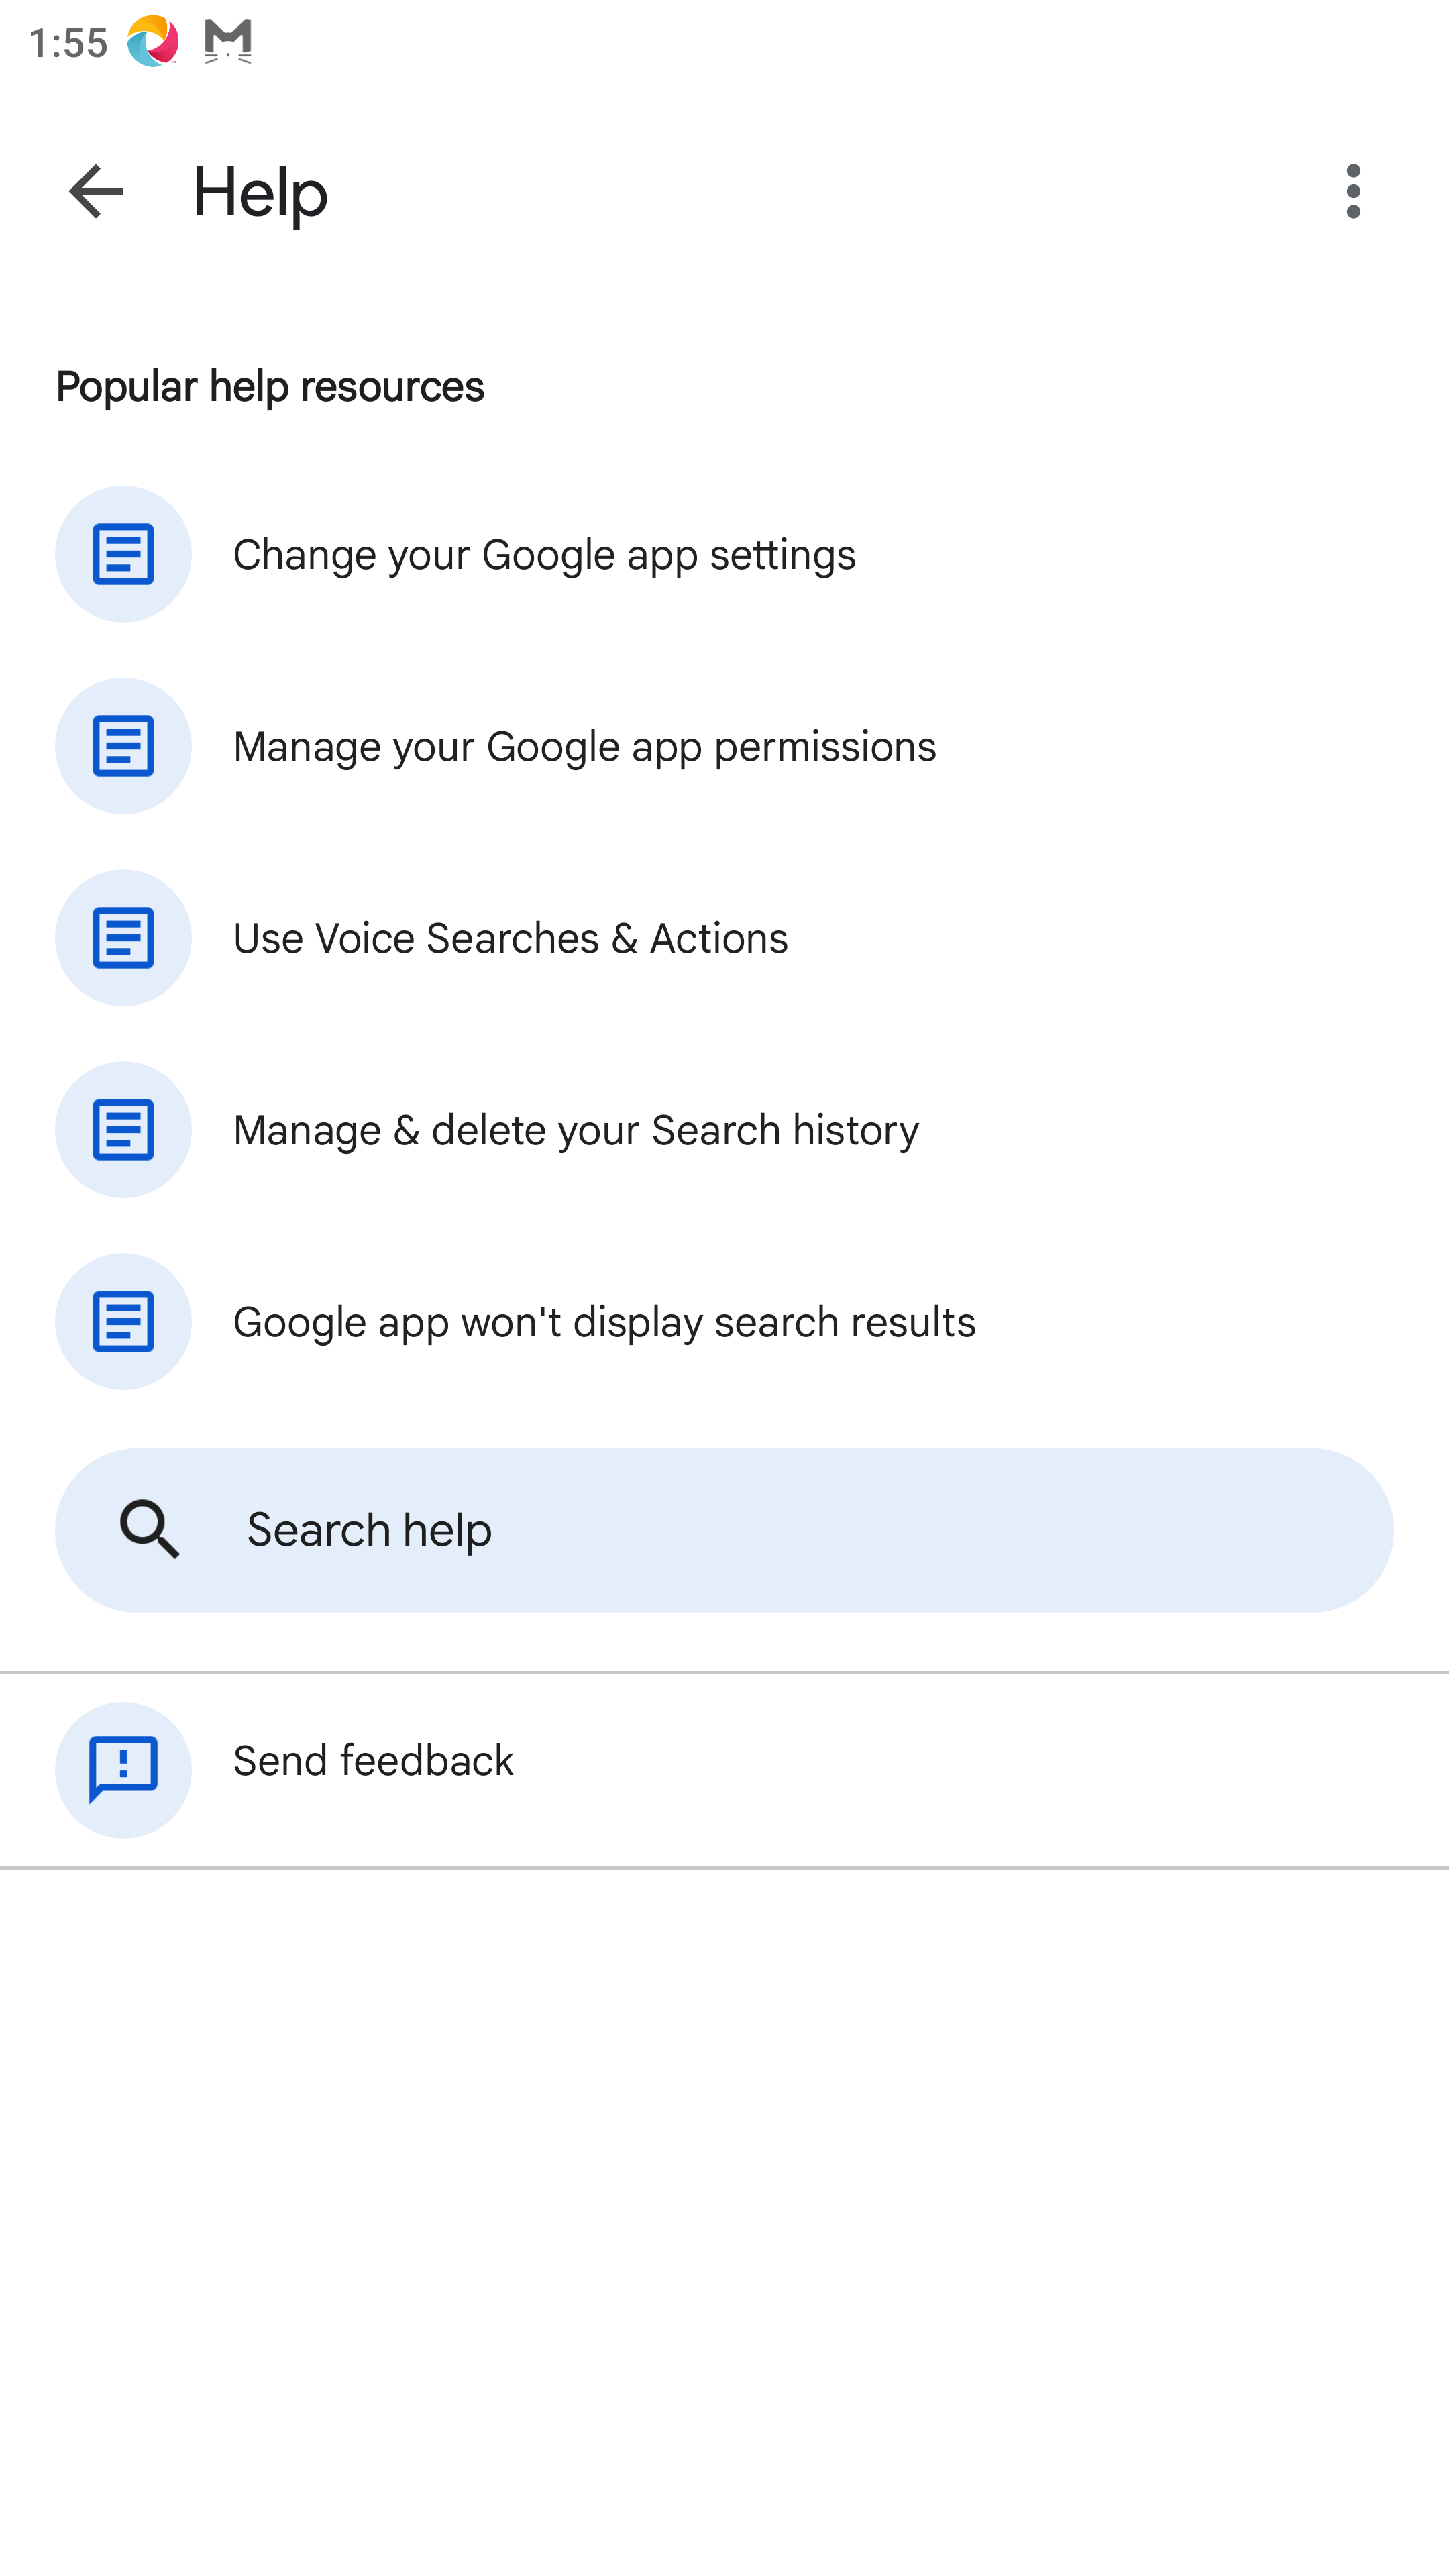 1:55
Help
Popular help resources
Change your Google app settings
Manage your Google app permissions
Use Voice Searches & Actions
Manage & delete your Search history
Google app won't display search results
Search help
Send feedback